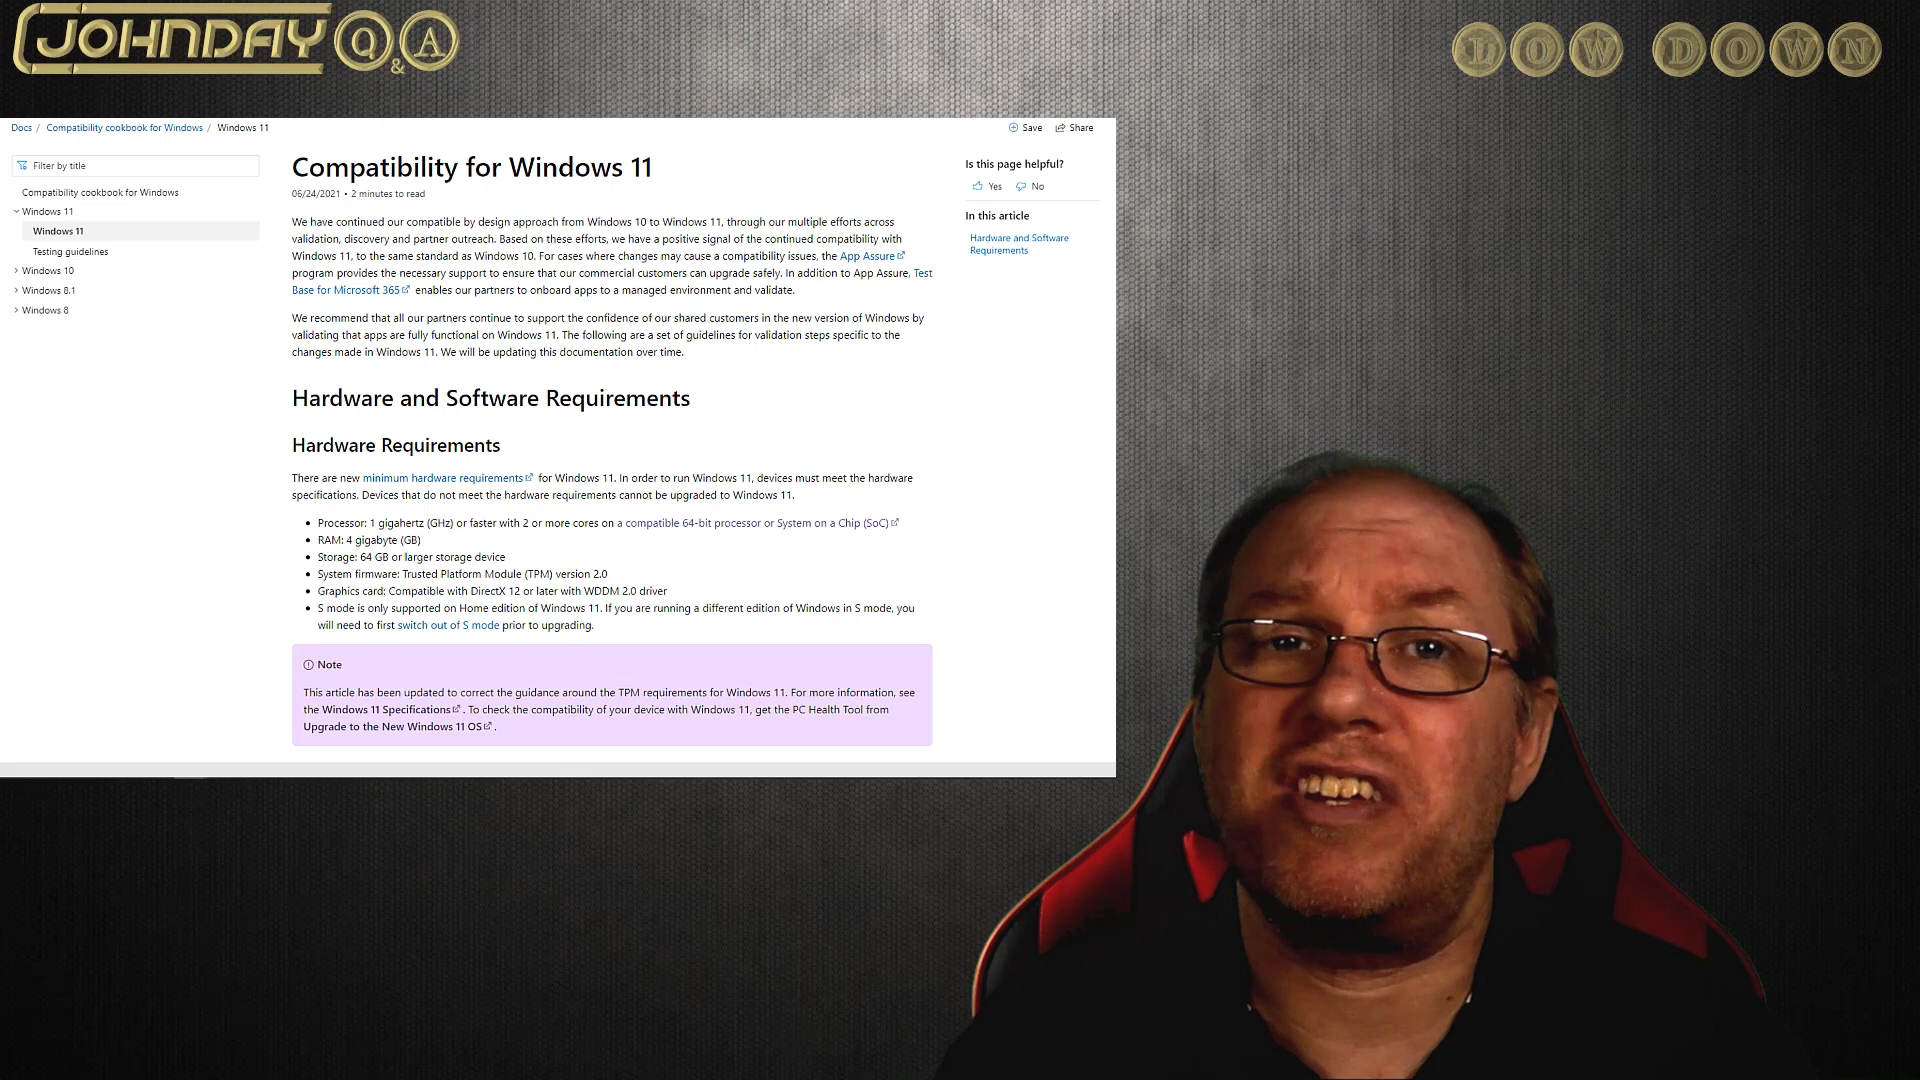 JOHNDAY Q & A
LOW DOWN
Docs / Compatibility cookbook for Windows / Windows 11
Save Share
Filter by title
Compatibility cookbook for Windows
Windows 11
Windows 11
Testing guidelines
Windows 10
Windows 8.1
Windows 8
Compatibility for Windows 11
06/24/2021 • 2 minutes to read
We have continued our compatible by design approach from Windows 10 to Windows 11, through our multiple efforts across
validation, discovery and partner outreach. Based on these efforts, we have a positive signal of the continued compatibility with
Windows 11, to the same standard as Windows 10. For cases where changes may cause a compatibility issues, the App Assure
program provides the necessary support to ensure that our commercial customers can upgrade safely. In addition to App Assure, Test
Base for Microsoft 365 enables our partners to onboard apps to a managed environment and validate.
We recommend that all our partners continue to support the confidence of our shared customers in the new version of Windows by
validating that apps are fully functional on Windows 11. The following are a set of guidelines for validation steps specific to the
changes made in Windows 11. We will be updating this documentation over time.
Hardware and Software Requirements
Hardware Requirements
There are new minimum hardware requirements for Windows 11. In order to run Windows 11, devices must meet the hardware
specifications. Devices that do not meet the hardware requirements cannot be upgraded to Windows 11.
• Processor: 1 gigahertz (GHz) or faster with 2 or more cores on a compatible 64-bit processor or System on a Chip (SoC)
• RAM: 4 gigabyte (GB)
• Storage: 64 GB or larger storage device
• System firmware: Trusted Platform Module (TPM) version 2.0
• Graphics card: Compatible with DirectX 12 or later with WDDM 2.0 driver
• S mode is only supported on Home edition of Windows 11. If you are running a different edition of Windows in S mode, you
will need to first switch out of S mode prior to upgrading.
Note
This article has been updated to correct the guidance around the TPM requirements for Windows 11. For more information, see
the Windows 11 Specifications . To check the compatibility of your device with Windows 11, get the PC Health Tool from
Upgrade to the New Windows 11 OS .
Is this page helpful?
Yes No
In this article
Hardware and Software
Requirements